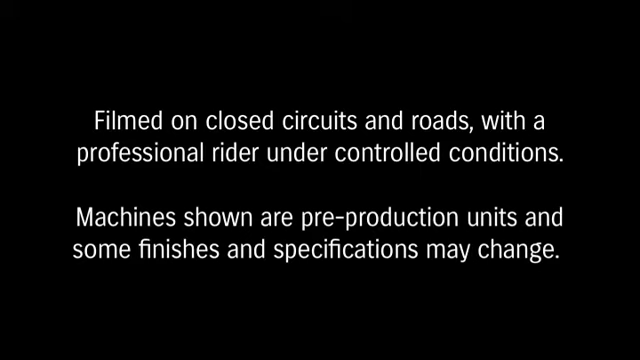 Filmed on closed circuits and roads, with a
professional rider under controlled conditions.
Machines shown are pre-production units and
some finishes and specifications may change.